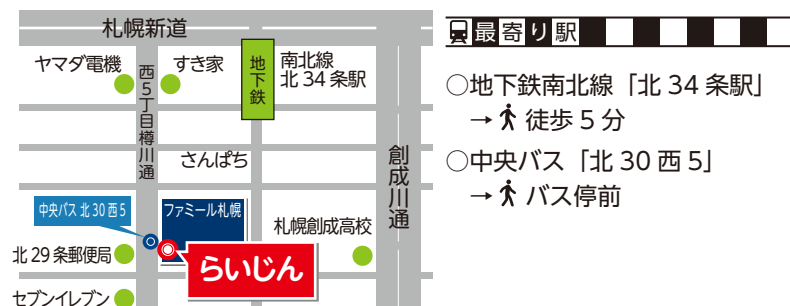 札幌新道
ヤマダ電機
すき家
西5丁目樽川通
地下鉄
南北線
北34条駅
さんぱち
創成川通
中央バス 北30西5
ファミール札幌
札幌創成高校
北29条郵便局
らいじん
セブンイレブン
最寄り駅
○地下鉄南北線「北34条駅」
→徒歩5分
○中央バス「北30西5」
→バス停前